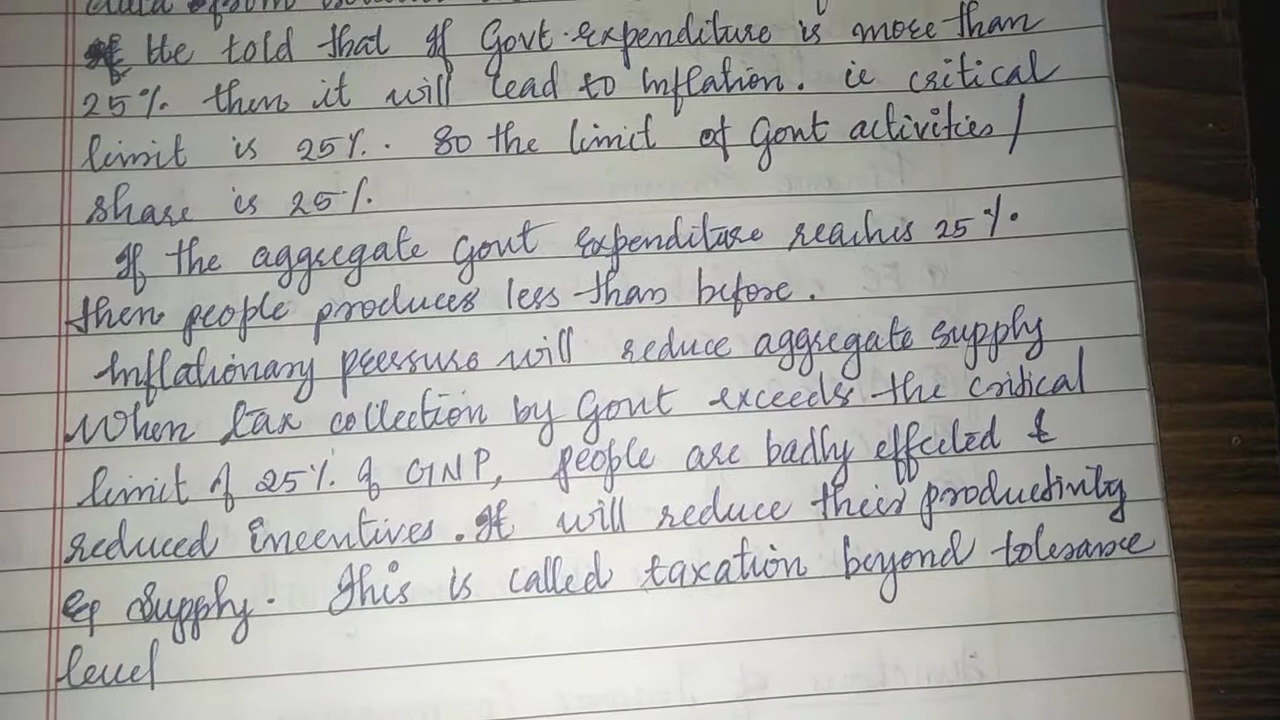 data from
He told that If Govt. expenditure is more than
25%. then it will lead to Inflation. ie critical
limit is 25%. . So the limit of Govt activities /
share is 25%.
If the aggregate Govt Expenditure reaches 25%.
then people produces less than before.
Inflationary pressure will reduce aggregate supply
When tax collection by Govt exceeds the critical
limit of 25% of GNP, people are badly effected &
reduced incentives. It will reduce their productivity
& Supply. This is called taxation beyond tolerance
level